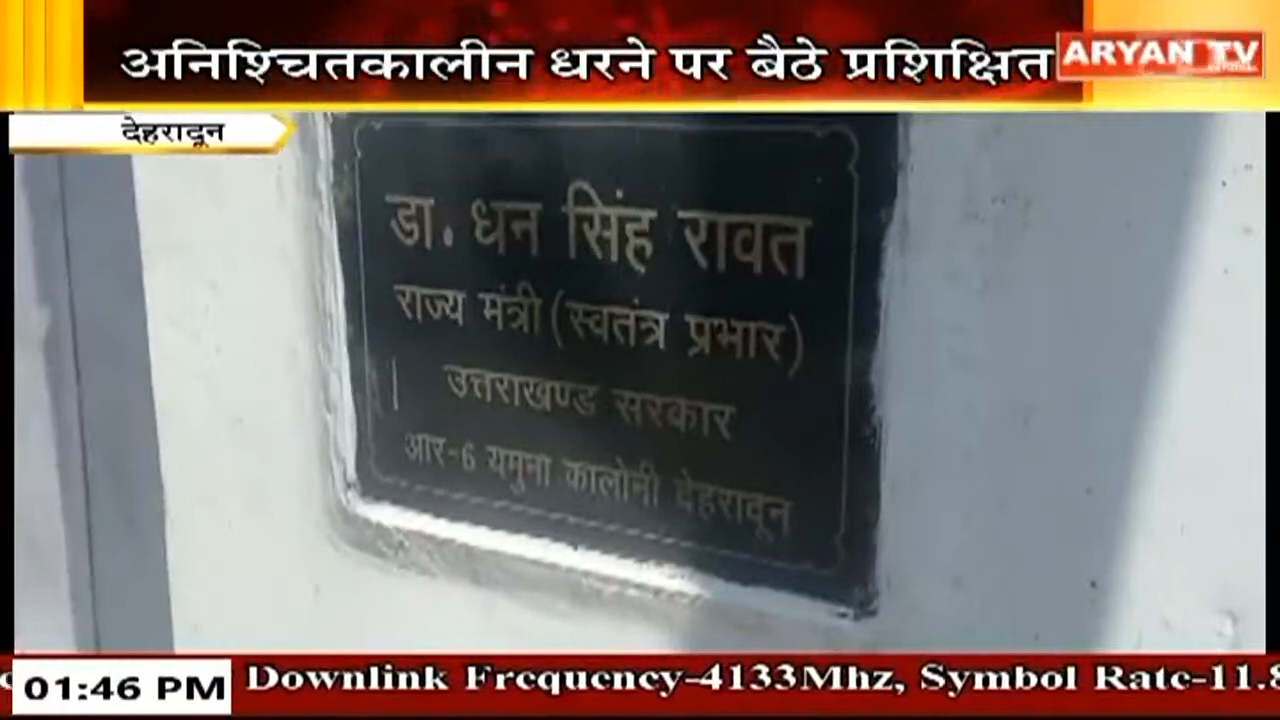 अनिश्चितकालीन धरने पर बैठे प्रशिक्षित
ARYAN TV
देहरादून
डा. धन सिंह रावत
राज्य मंत्री (स्वतंत्र प्रभार)
उत्तराखण्ड सरकार
आर-6 यमुना कालोनी देहरादून
01:46 PM
Downlink Frequency-4133Mhz, Symbol Rate-11.8